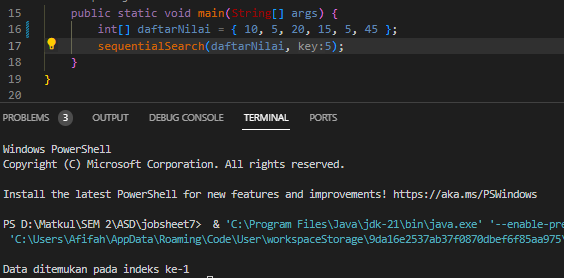 15 public static void main(String[] args) {
16 int[] daftarNilai = { 10, 5, 20, 15, 5, 45 };
17 sequentialSearch(daftarNilai, key:5);
18 }
19 }
20
PROBLEMS 3 OUTPUT DEBUG CONSOLE TERMINAL PORTS
Windows PowerShell
Copyright (C) Microsoft Corporation. All rights reserved.
Install the latest PowerShell for new features and improvements! https://aka.ms/PSWindows
PS D:\Matkul\SEM 2\ASD\jobsheet7> & 'C:\Program Files\Java\jdk-21\bin\java.exe' '--enable-pre
'C:\Users\Afifah\AppData\Roaming\Code\User\workspaceStorage\9da16e2537ab37f0870dbef6f85aa975\
Data ditemukan pada indeks ke-1